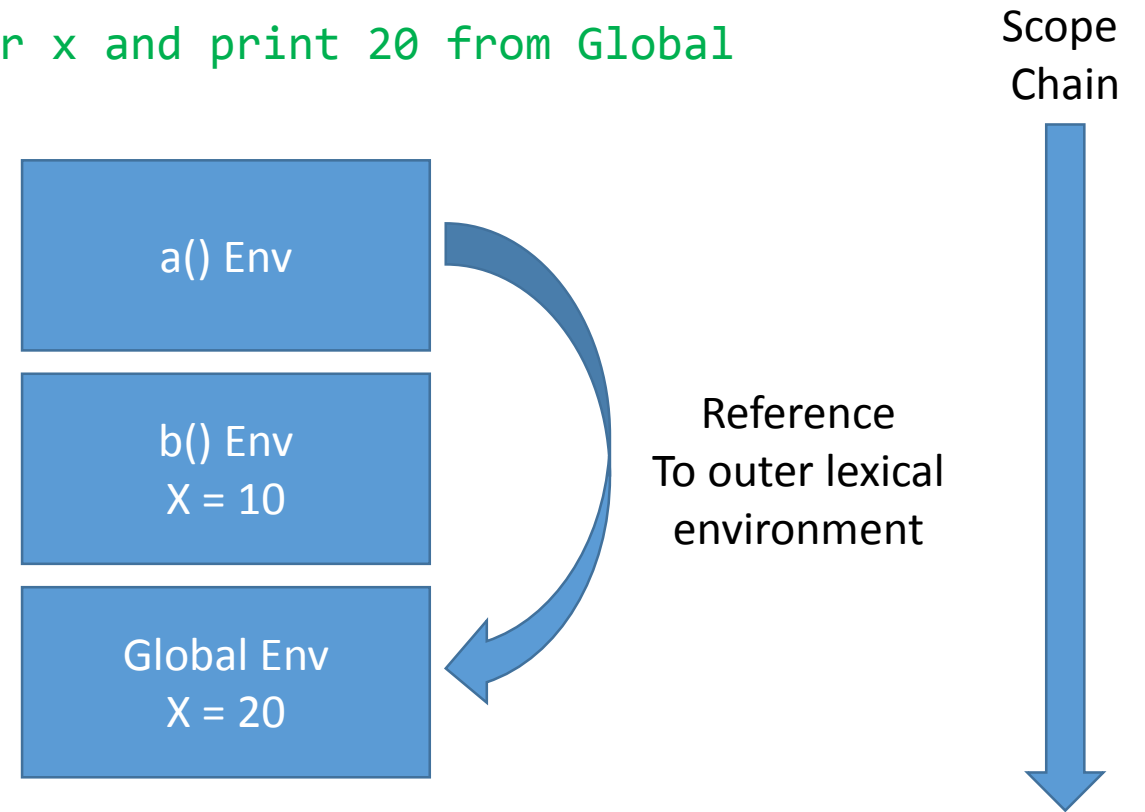 r x and print 20 from Global
Scope
Chain
a() Env
b() Env
X = 10
Reference
To outer lexical
environment
Global Env
X = 20